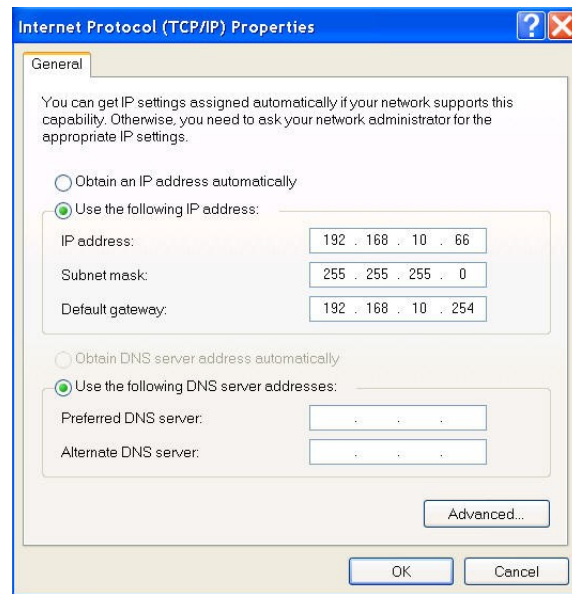 Internet Protocol (TCP/IP) Properties
General
You can get IP settings assigned automatically if your network supports this
capability. Otherwise, you need to ask your network administrator for the
appropriate IP settings.
Obtain an IP address automatically
Use the following IP address:
IP address: 192 . 168 . 10 . 66
Subnet mask: 255 . 255 . 255 . 0
Default gateway: 192 . 168 . 10 . 254
Obtain DNS server address automatically
Use the following DNS server addresses:
Preferred DNS server: . . .
Alternate DNS server: . . .
Advanced...
OK Cancel